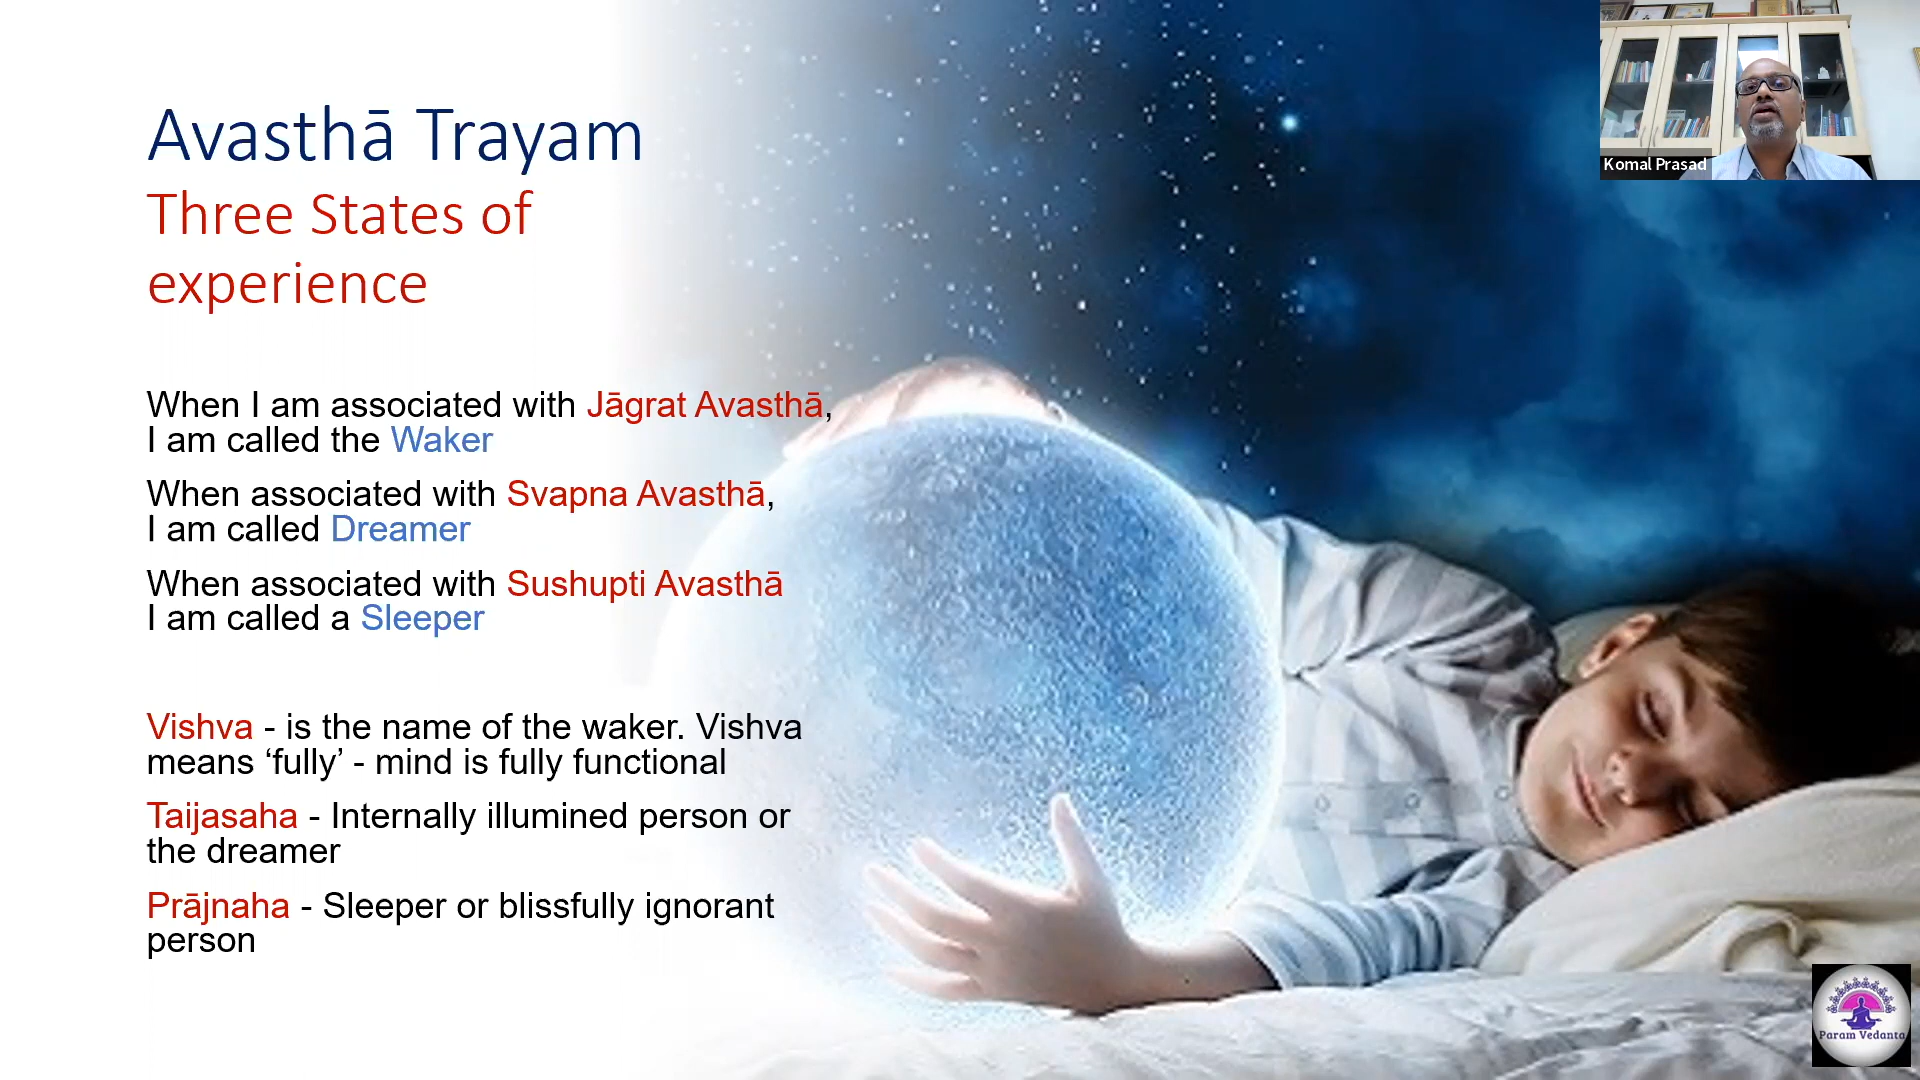 Avasthā Trayam
Three States of
experience
When I am associated with Jāgrat Avasthā,
I am called the Waker
When associated with Svapna Avasthā,
I am called Dreamer
When associated with Sushupti Avasthā
I am called a Sleeper
Vishva - is the name of the waker. Vishva
means ‘fully’ - mind is fully functional
Taijasaha - Internally illumined person or
the dreamer
Prājnaha - Sleeper or blissfully ignorant
person
Komal Prasad
Param Vedanta